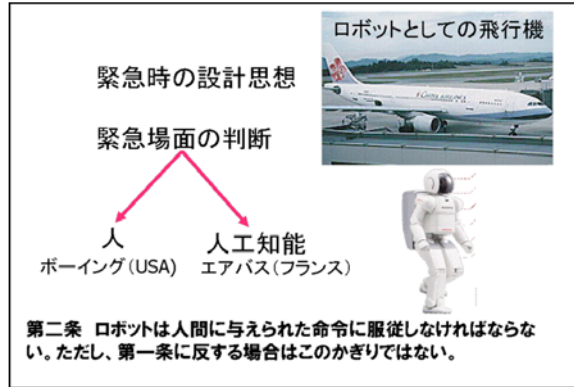 ロボットとしての飛行機
緊急時の設計思想
CHINA AIRLINES
緊急場面の判断
人
人工知能
ボーイング(USA)
エアバス(フランス)
第二条 ロボットは人間に与えられた命令に服従しなければならな
い。ただし、第一条に反する場合はこのかぎりではない。